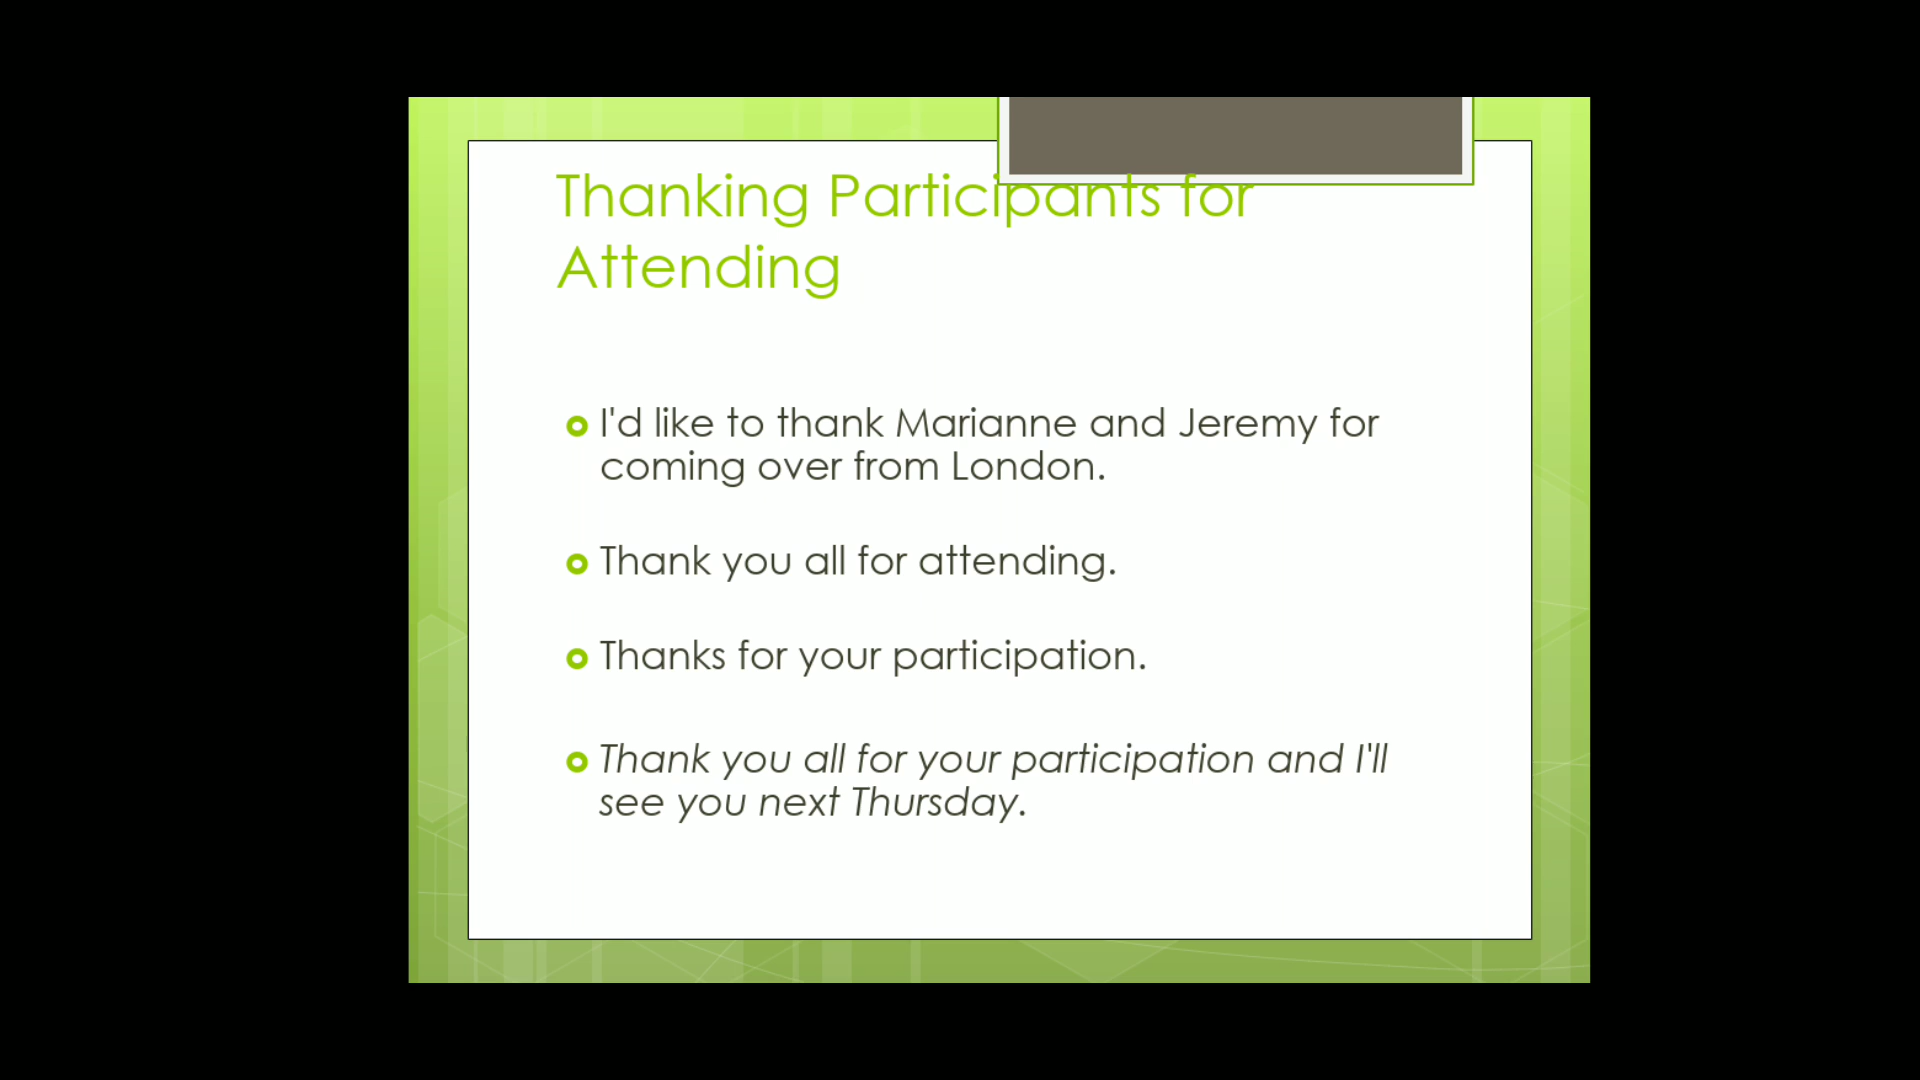 Thanking Participants for
Attending
I'd like to thank Marianne and Jeremy for
coming over from London.
Thank you all for attending.
Thanks for your participation.
Thank you all for your participation and I'll
see you next Thursday.